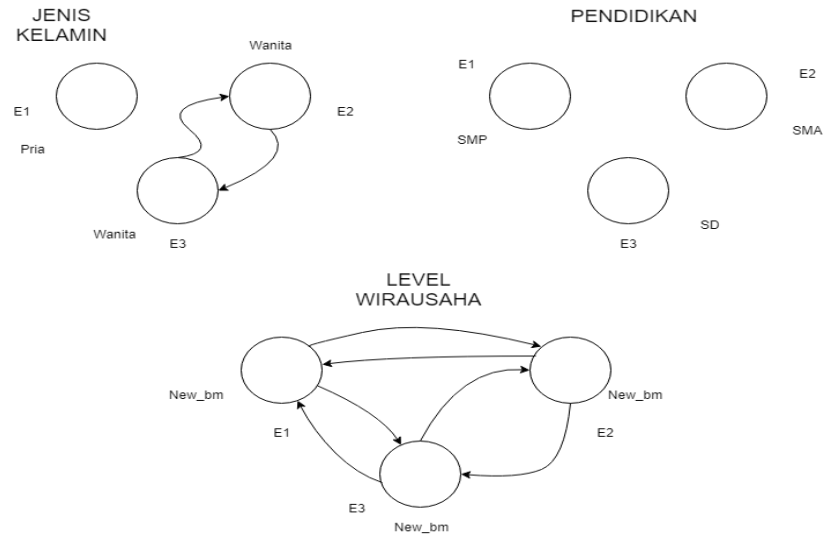 JENIS
KELAMIN
Wanita
E1
E2
Pria
Wanita
E3
PENDIDIKAN
E1
E2
SMP
SMA
SD
E3
LEVEL
WIRAUSAHA
New_bm
New_bm
E1
E2
E3
New_bm